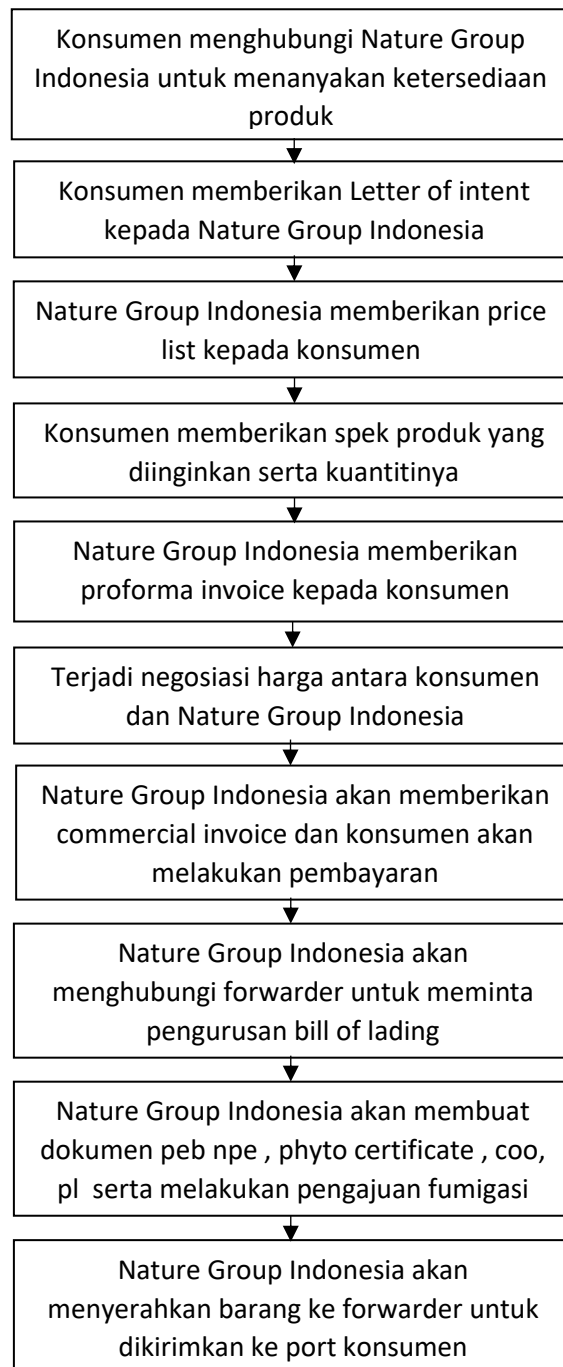 Konsumen menghubungi Nature Group
Indonesia untuk menanyakan ketersediaan
produk
Konsumen memberikan Letter of intent
kepada Nature Group Indonesia
Nature Group Indonesia memberikan price
list kepada konsumen
Konsumen memberikan spek produk yang
diinginkan serta kuantitinya
Nature Group Indonesia memberikan
proforma invoice kepada konsumen
Terjadi negosiasi harga antara konsumen
dan Nature Group Indonesia
Nature Group Indonesia akan memberikan
commercial invoice dan konsumen akan
melakukan pembayaran
Nature Group Indonesia akan
menghubungi forwarder untuk meminta
pengurusan bill of lading
Nature Group Indonesia akan membuat
dokumen peb npe , phyto certificate , coo,
pl serta melakukan pengajuan fumigasi
Nature Group Indonesia akan
menyerahkan barang ke forwarder untuk
dikirimkan ke port konsumen